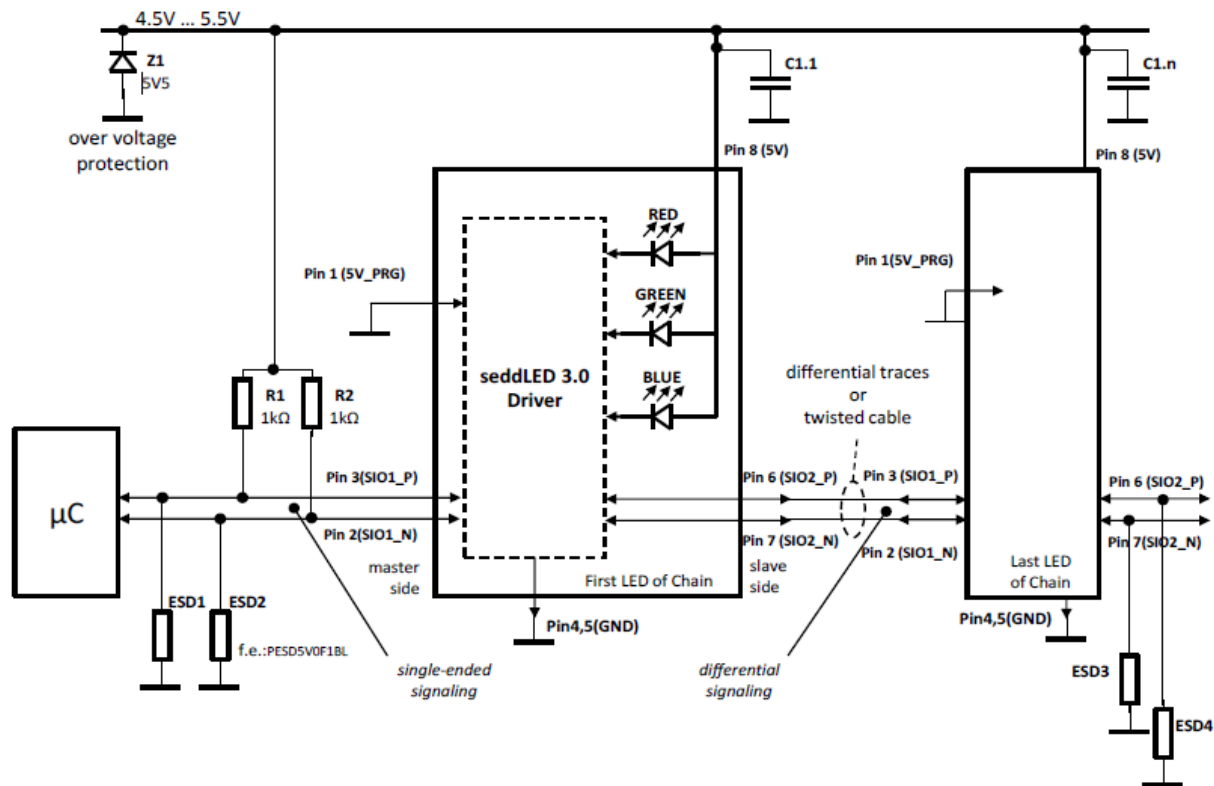 4.5V ... 5.5V
Z1
5V5
over voltage
protection
C1.1
C1.n
Pin 8 (5V)
Pin 8 (5V)
RED
Pin 1 (5V_PRG)
Pin 1(5V_PRG)
GREEN
seddLED 3.0
Driver
BLUE
differential traces
or
twisted cable
R1
1kΩ
R2
1kΩ
µC
Pin 3(SIO1_P)
Pin 2(SIO1_N)
Pin 6 (SIO2_P)
Pin 3 (SIO1_P)
Pin 6 (SIO2_P)
Pin 7 (SIO2_N)
Pin 2 (SIO1_N)
Pin 7(SIO2_N)
master
side
First LED of Chain
slave
side
Last LED
of Chain
ESD1
ESD2
f.e.:PESD5V0F1BL
Pin4,5(GND)
Pin4,5(GND)
single-ended
signaling
differential
signaling
ESD3
ESD4